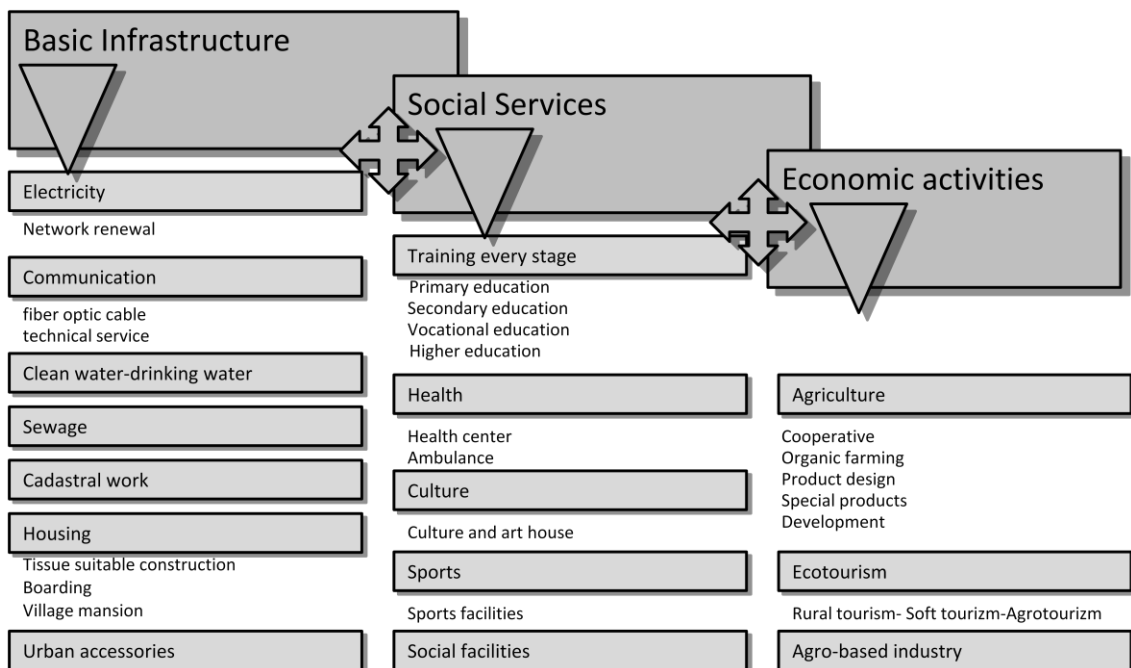 Basic Infrastructure
Electricity
Network renewal
Communication
fiber optic cable
technical service
Clean water-drinking water
Sewage
Cadastral work
Housing
Tissue suitable construction
Boarding
Village mansion
Urban accessories
Social Services
Training every stage
Primary education
Secondary education
Vocational education
Higher education
Health
Health center
Ambulance
Culture
Culture and art house
Sports
Sports facilities
Social facilities
Economic activities
Agriculture
Cooperative
Organic farming
Product design
Special products
Development
Ecotourism
Rural tourism- Soft tourizm-Agrotourizm
Agro-based industry